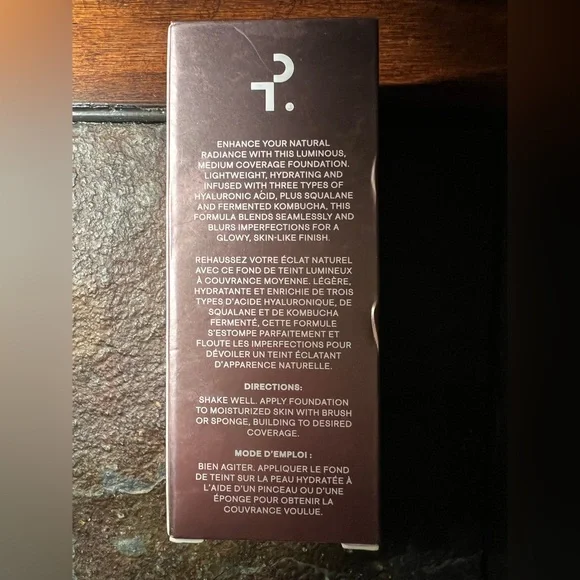 ENHANCE YOUR NATURAL
RADIANCE WITH THIS LUMINOUS,
MEDIUM COVERAGE FOUNDATION.
LIGHTWEIGHT, HYDRATING AND
INFUSED WITH THREE TYPES OF
HYALURONIC ACID, PLUS SQUALANE
AND FERMENTED KOMBUCHA, THIS
FORMULA BLENDS SEAMLESSLY AND
BLURS IMPERFECTIONS FOR A
GLOWY, SKIN-LIKE FINISH.
REHAUSSEZ VOTRE ÉCLAT NATUREL
AVEC CE FOND DE TEINT LUMINEUX
À COUVRANCE MOYENNE. LÉGÈRE,
HYDRATANTE ET ENRICHIE DE TROIS
TYPES D'ACIDE HYALURONIQUE, DE
SQUALANE ET DE KOMBUCHA
FERMENTÉ, CETTE FORMULE
S'ESTOMPE PARFAITEMENT ET
FLOUTE LES IMPERFECTIONS POUR
DÉVOILER UN TEINT ÉCLATANT
D'APPARENCE NATURELLE.
DIRECTIONS:
SHAKE WELL. APPLY FOUNDATION
TO MOISTURIZED SKIN WITH BRUSH
OR SPONGE, BUILDING TO DESIRED
COVERAGE.
MODE D'EMPLOI :
BIEN AGITER. APPLIQUER LE FOND
DE TEINT SUR LA PEAU HYDRATÉE À
L'AIDE D'UN PINCEAU OU D'UNE
ÉPONGE POUR OBTENIR LA
COUVRANCE VOULUE.